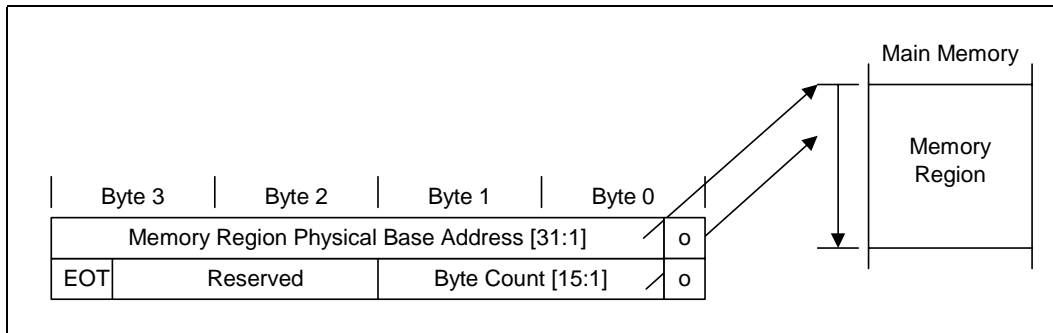 Main Memory
Memory
Region
Byte 3 Byte 2 Byte 1 Byte 0
Memory Region Physical Base Address [31:1] o
EOT Reserved Byte Count [15:1] o